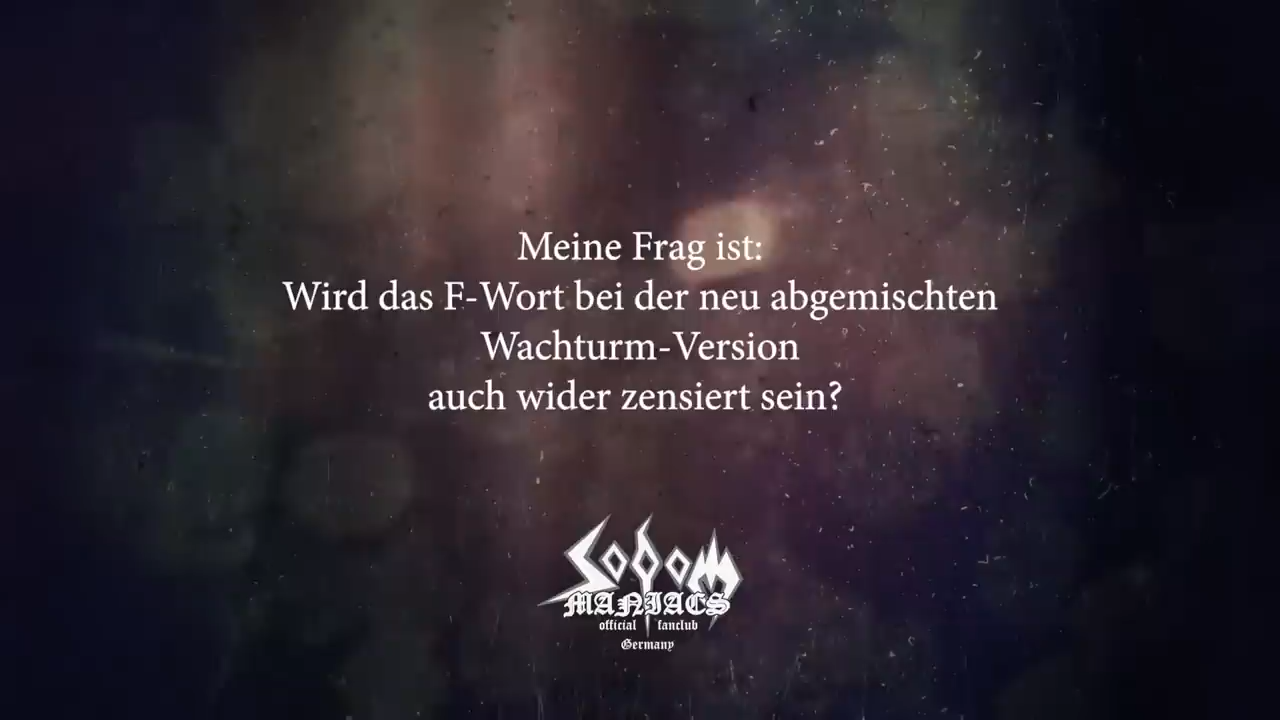 Meine Frag ist:
Wird das F-Wort bei der neu abgemischten
Wachturm-Version
auch wider zensiert sein?
SODOM
MANIACS
official fanclub
Germany